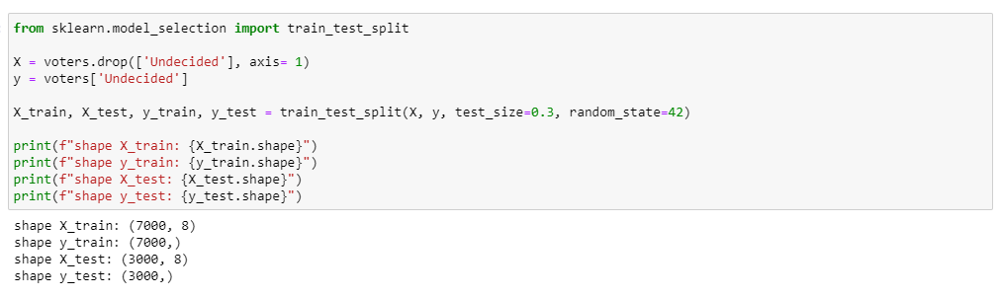 from sklearn.model_selection import train_test_split
X = voters.drop(['Undecided'], axis= 1)
y = voters['Undecided']
X_train, X_test, y_train, y_test = train_test_split(X, y, test_size=0.3, random_state=42)
print(f"shape X_train: {X_train.shape}")
print(f"shape y_train: {y_train.shape}")
print(f"shape X_test: {X_test.shape}")
print(f"shape y_test: {y_test.shape}")
shape X_train: (7000, 8)
shape y_train: (7000,)
shape X_test: (3000, 8)
shape y_test: (3000,)